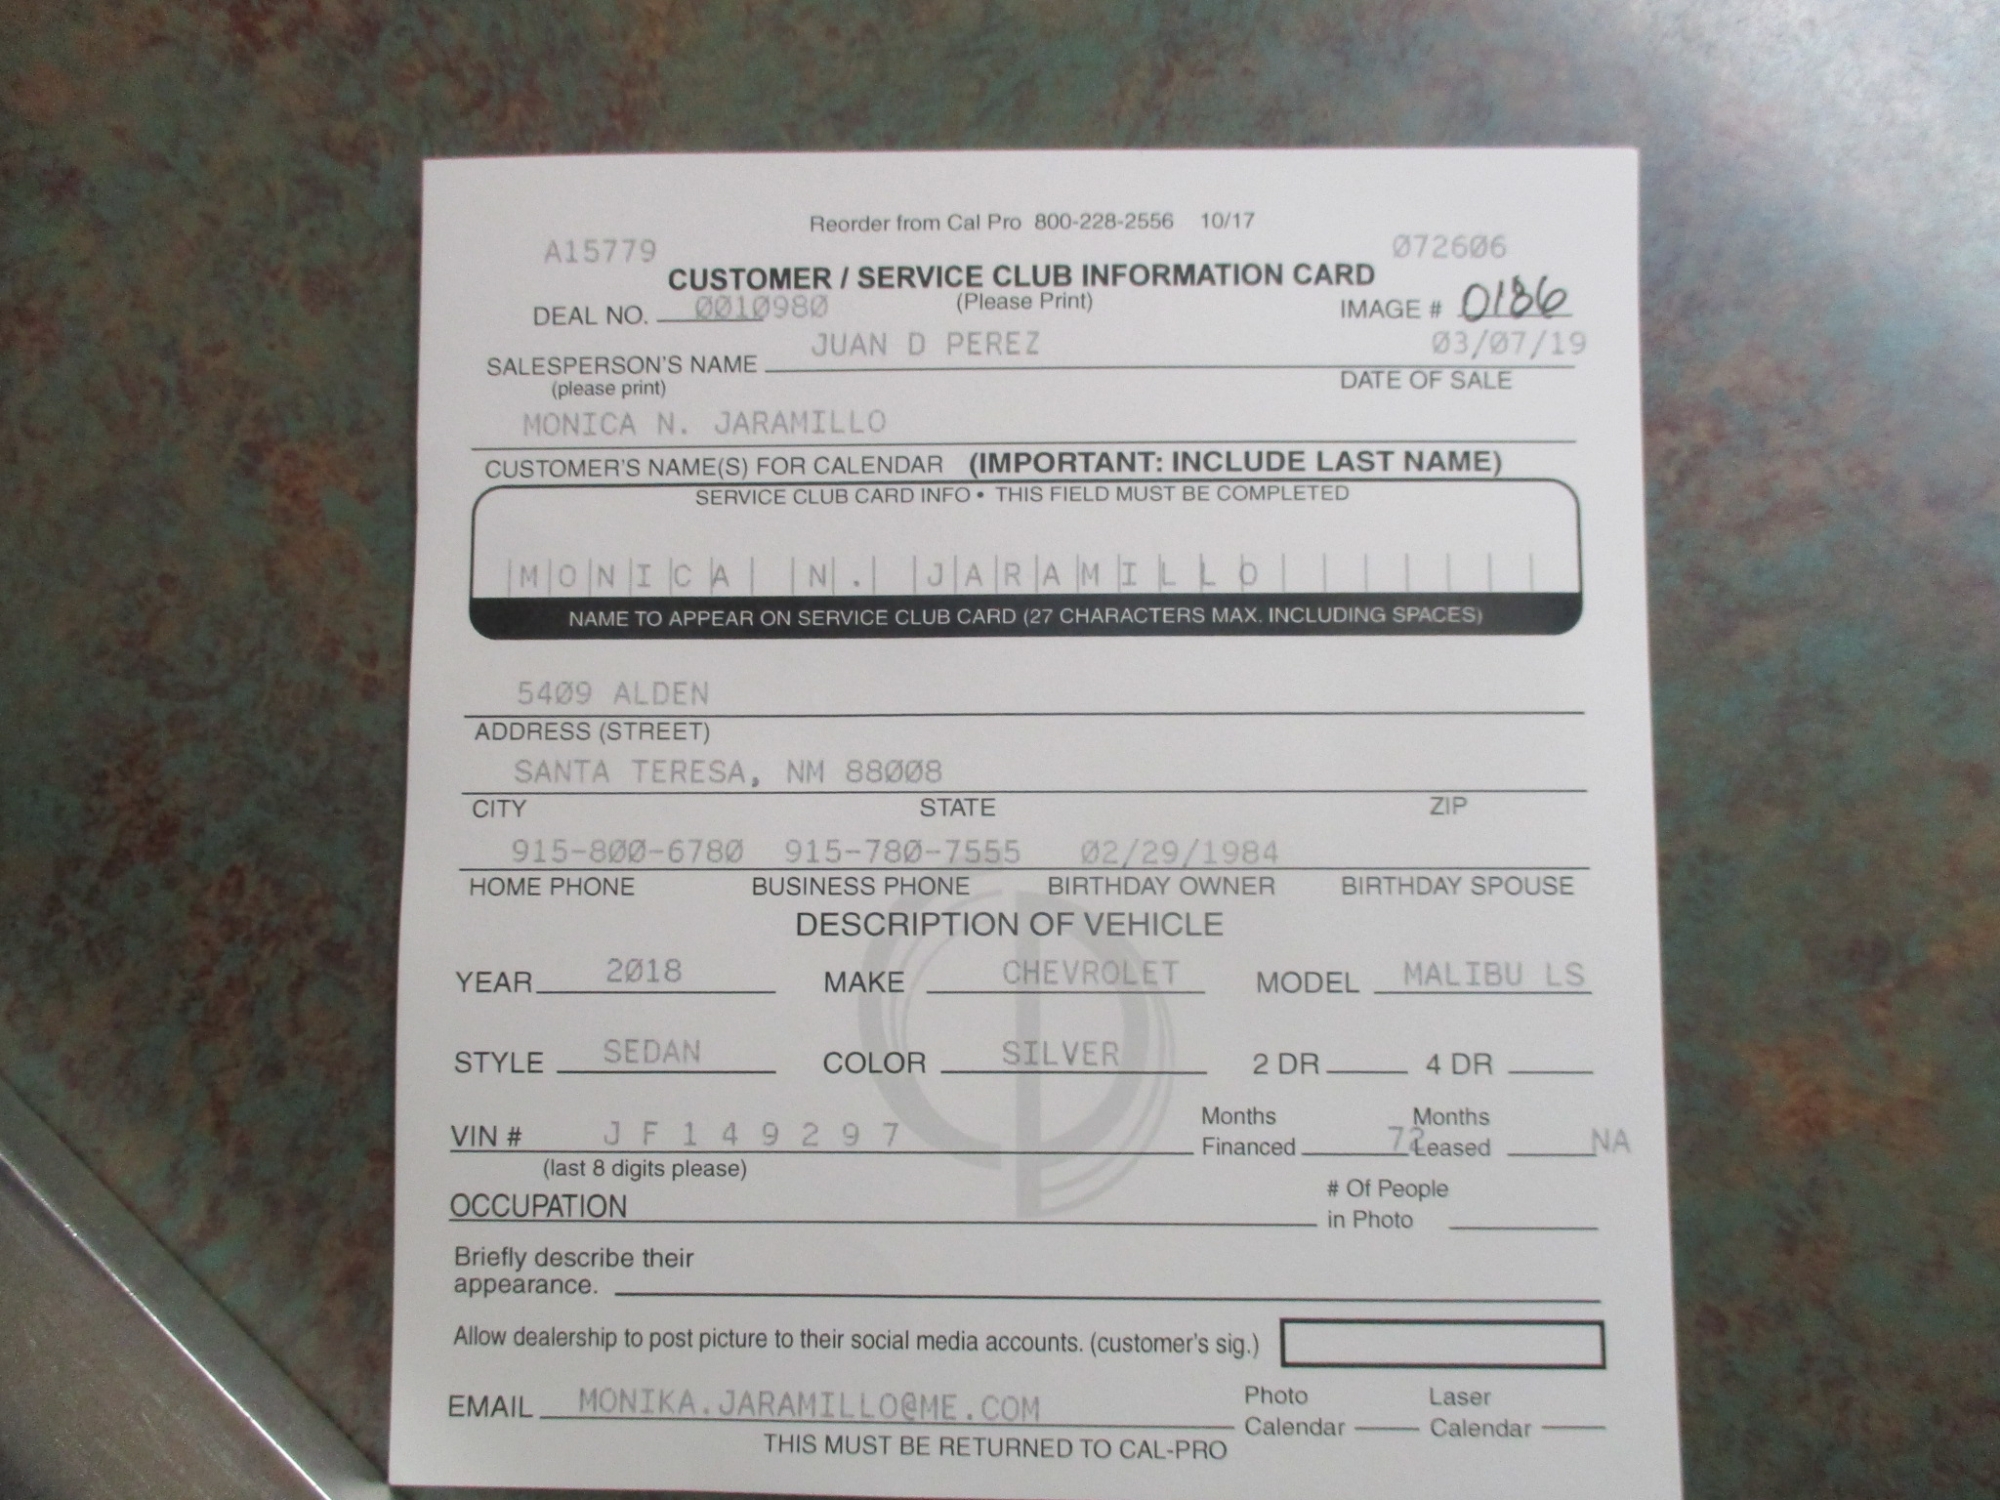 Reorder from Cal Pro 800-228-2556 10/17
A15779 072606
CUSTOMER / SERVICE CLUB INFORMATION CARD
DEAL NO. 0010980 (Please Print) IMAGE # 0186
JUAN D PEREZ 03/07/19
SALESPERSON'S NAME DATE OF SALE
(please print)
MONICA N. JARAMILLO
CUSTOMER'S NAME(S) FOR CALENDAR (IMPORTANT: INCLUDE LAST NAME)
SERVICE CLUB CARD INFO • THIS FIELD MUST BE COMPLETED
MONICA N. JARAMILLO
NAME TO APPEAR ON SERVICE CLUB CARD (27 CHARACTERS MAX. INCLUDING SPACES)
5409 ALDEN
ADDRESS (STREET)
SANTA TERESA, NM 88008
CITY STATE ZIP
915-800-6780 915-780-7555 02/29/1984
HOME PHONE BUSINESS PHONE BIRTHDAY OWNER BIRTHDAY SPOUSE
DESCRIPTION OF VEHICLE
YEAR 2018 MAKE CHEVROLET MODEL MALIBU LS
STYLE SEDAN COLOR SILVER 2 DR 4 DR
VIN # JF149297 Months Financed 72 Months Leased NA
(last 8 digits please)
OCCUPATION # Of People in Photo
Briefly describe their
appearance.
Allow dealership to post picture to their social media accounts. (customer's sig.)
EMAIL MONIKA.JARAMILLO@ME.COM Photo Calendar Laser Calendar
THIS MUST BE RETURNED TO CAL-PRO